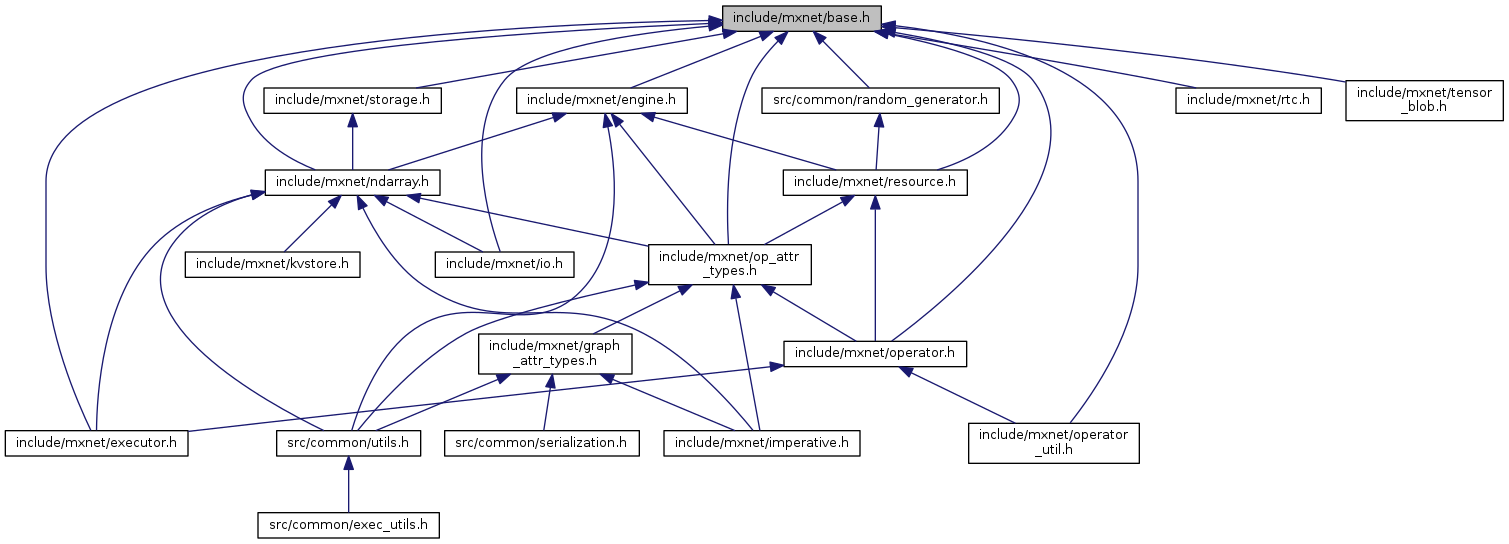 include/mxnet/base.h
include/mxnet/storage.h
include/mxnet/engine.h
src/common/random_generator.h
include/mxnet/rtc.h
include/mxnet/tensor
_blob.h
include/mxnet/ndarray.h
include/mxnet/resource.h
include/mxnet/kvstore.h
include/mxnet/io.h
include/mxnet/op_attr
_types.h
include/mxnet/graph
_attr_types.h
include/mxnet/operator.h
include/mxnet/executor.h
src/common/utils.h
src/common/serialization.h
include/mxnet/imperative.h
include/mxnet/operator
_util.h
src/common/exec_utils.h